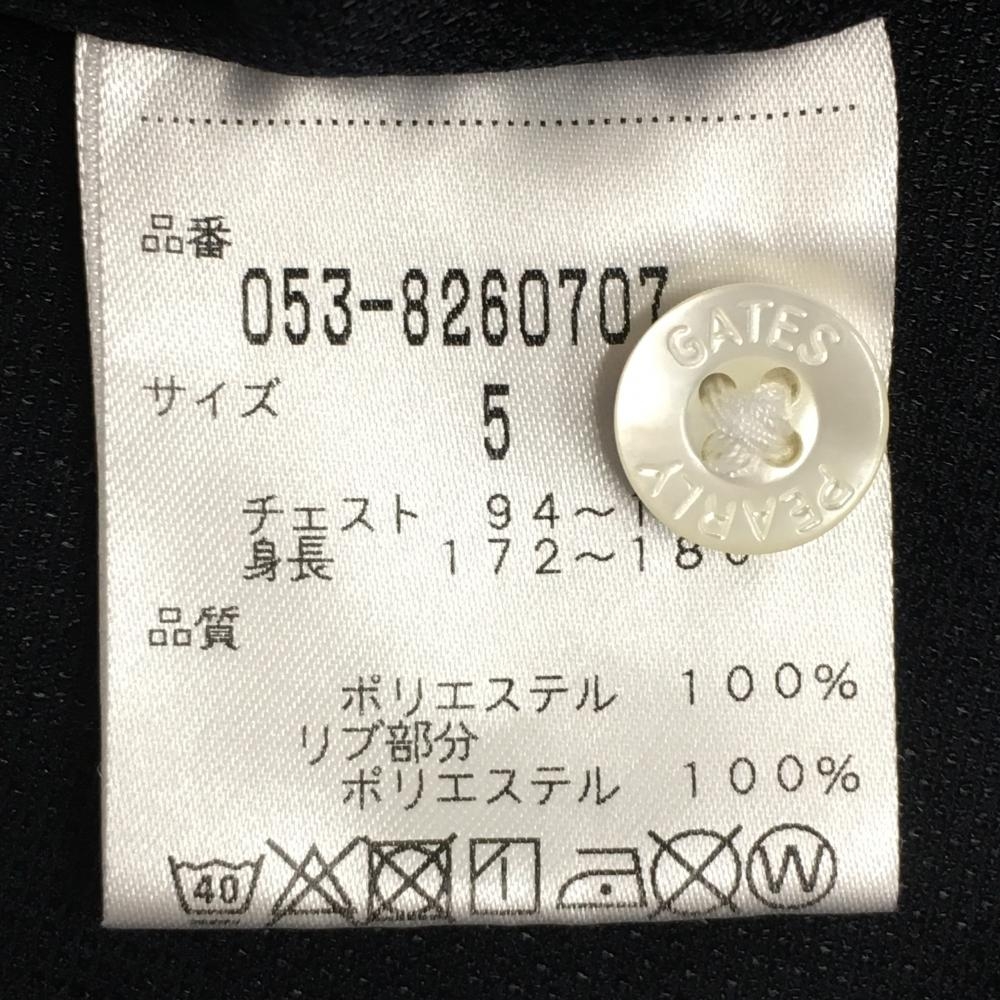 品番
053-8260707
サイズ
5
チェスト 94〜1
身長 172〜18
品質
ポリエステル 100%
リブ部分
ポリエステル 100%
40
W
GATES
PEARLY